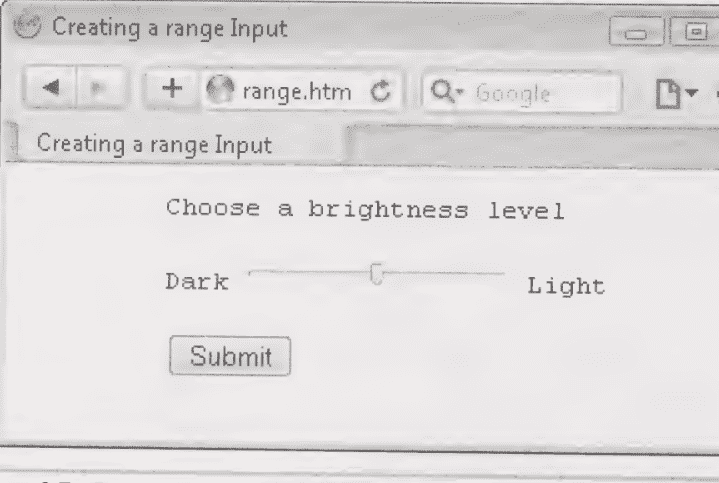 Creating a range Input
range.htm Google
Creating a range Input
Choose a brightness level
Dark Light
Submit